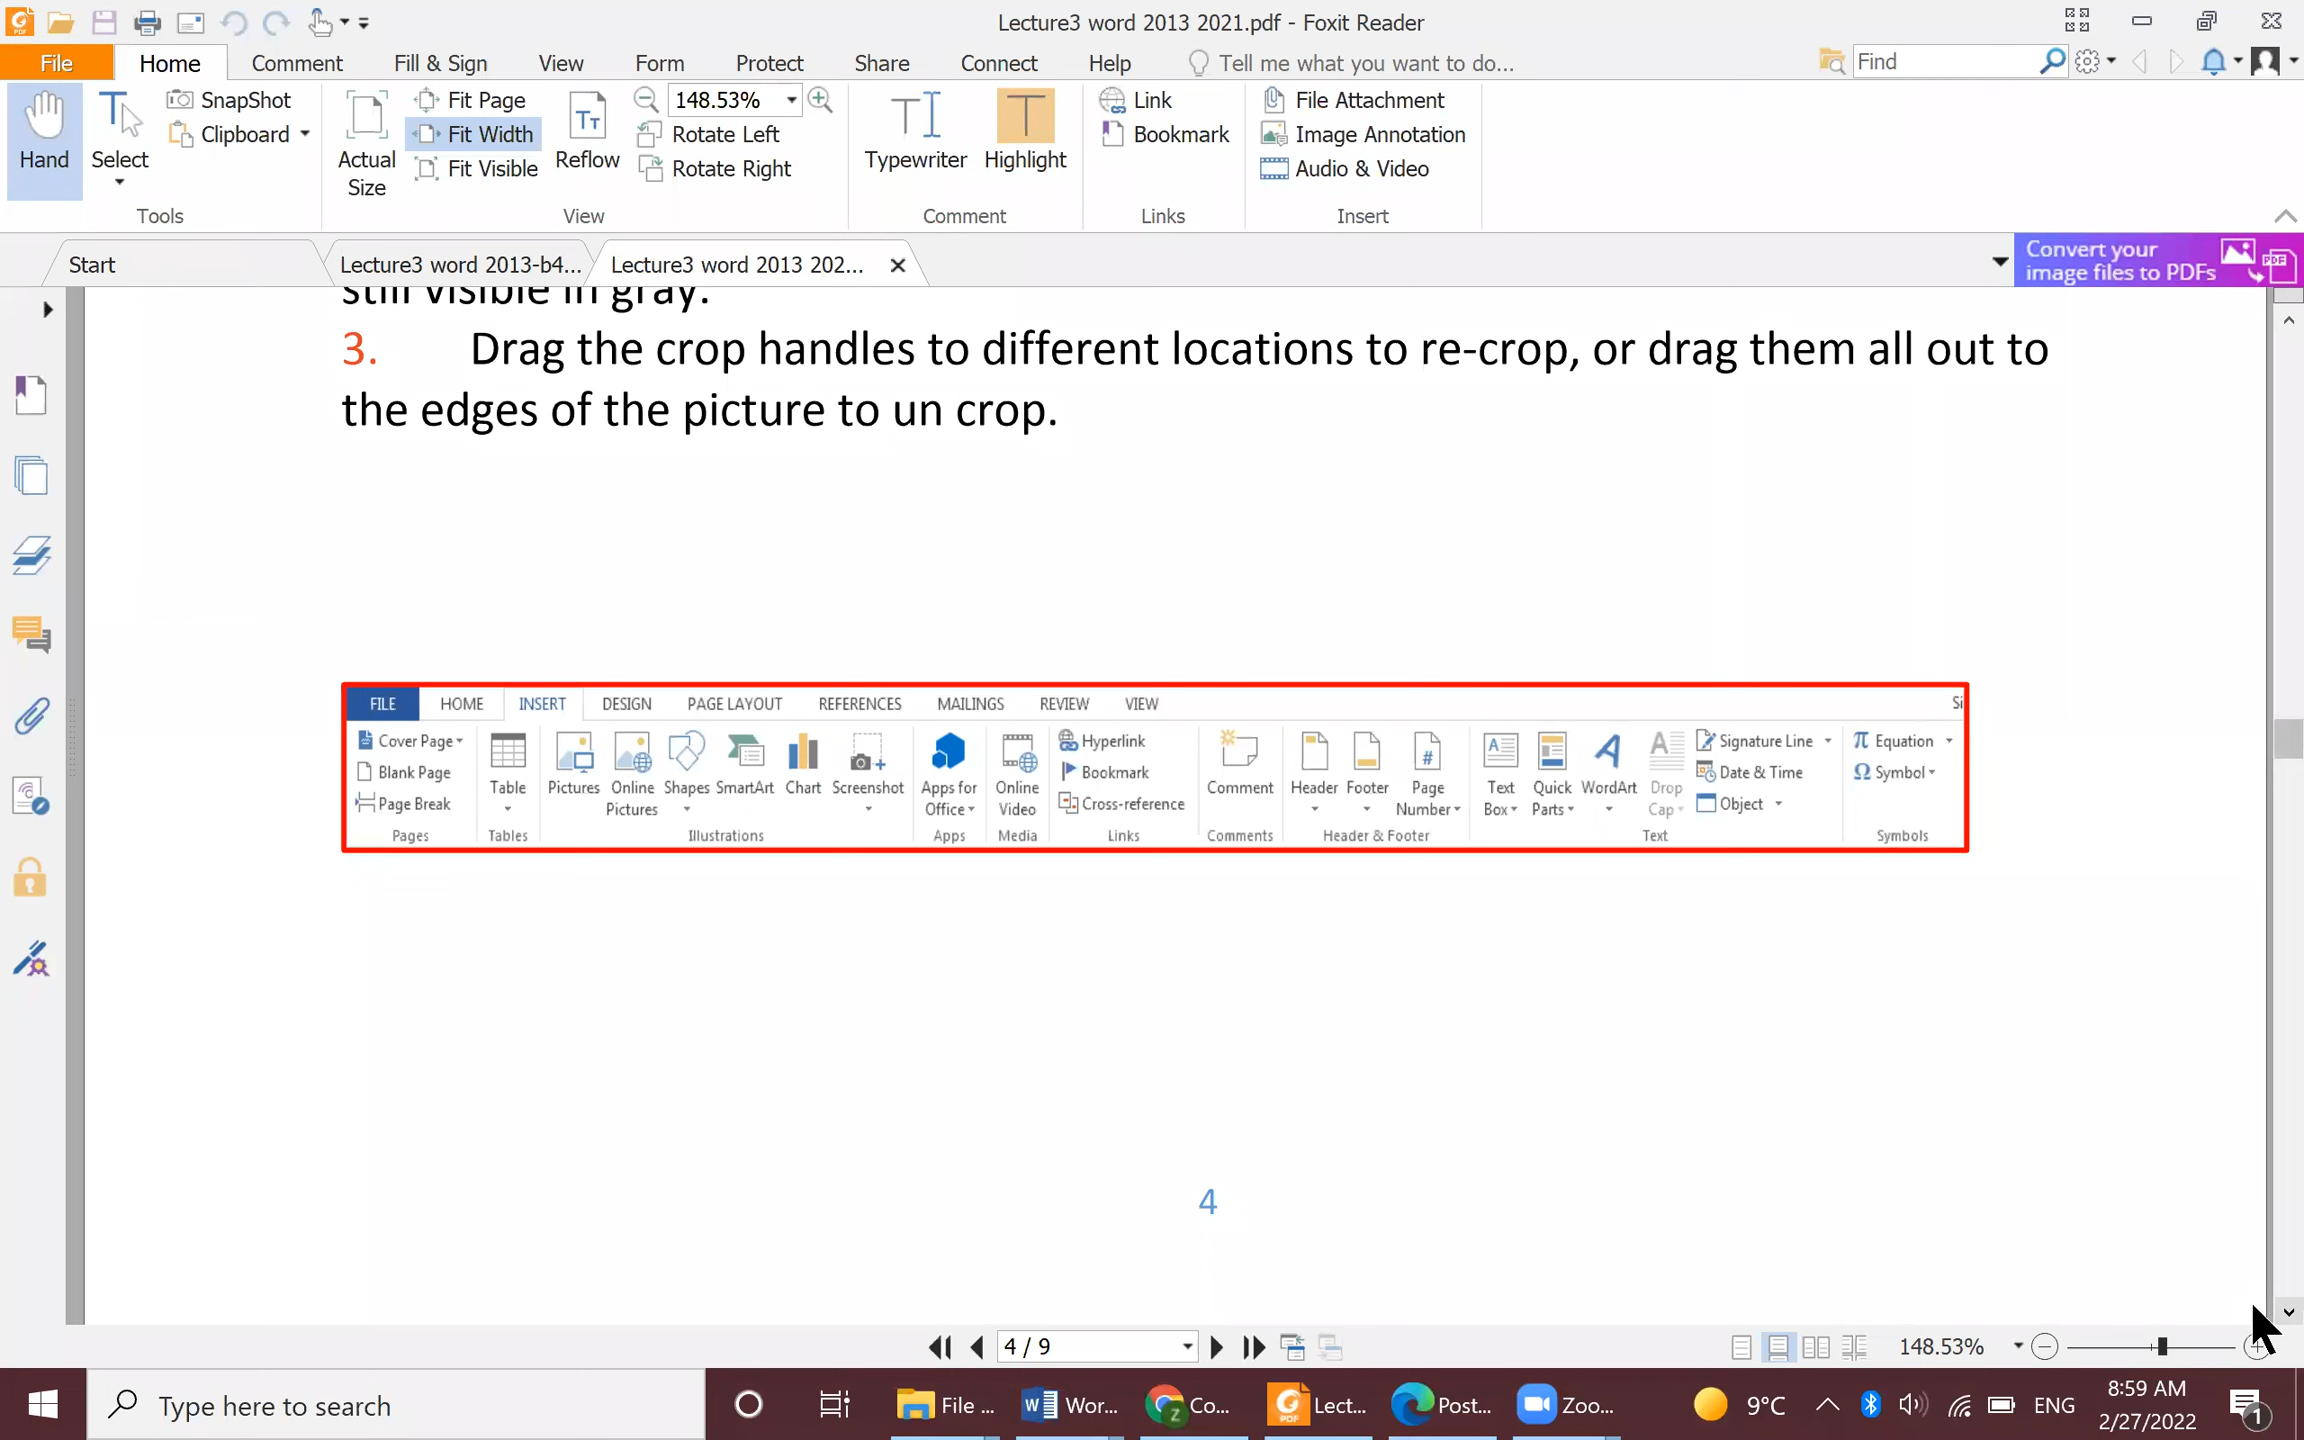 Lecture3 word 2013 2021.pdf - Foxit Reader
File Home Comment Fill & Sign View Form Protect Share Connect Help Tell me what you want to do... Find
Hand Select SnapShot Clipboard
Tools
Actual Size Fit Page Fit Width Fit Visible Reflow 148.53% Rotate Left Rotate Right
View
Typewriter Highlight
Comment
Link Bookmark
Links
File Attachment Image Annotation Audio & Video
Insert
Start Lecture3 word 2013-b4... Lecture3 word 2013 202...
Convert your
image files to PDFs
still visible in gray.
3. Drag the crop handles to different locations to re-crop, or drag them all out to
the edges of the picture to un crop.
FILE HOME INSERT DESIGN PAGE LAYOUT REFERENCES MAILINGS REVIEW VIEW Si
Cover Page Hyperlink Signature Line Equation
Blank Page Bookmark Date & Time Symbol
Table Pictures Online Pictures Shapes SmartArt Chart Screenshot Apps for Office Online Video Comment Header Footer Page Number Text Box Quick Parts WordArt Drop Cap
Page Break Cross-reference Object
Pages Tables Illustrations Apps Media Links Comments Header & Footer Text Symbols
4
4 / 9 148.53%
Type here to search File ... Wor... Co... Lect... Post... Zoo... 9°C ENG
8:59 AM
2/27/2022
1